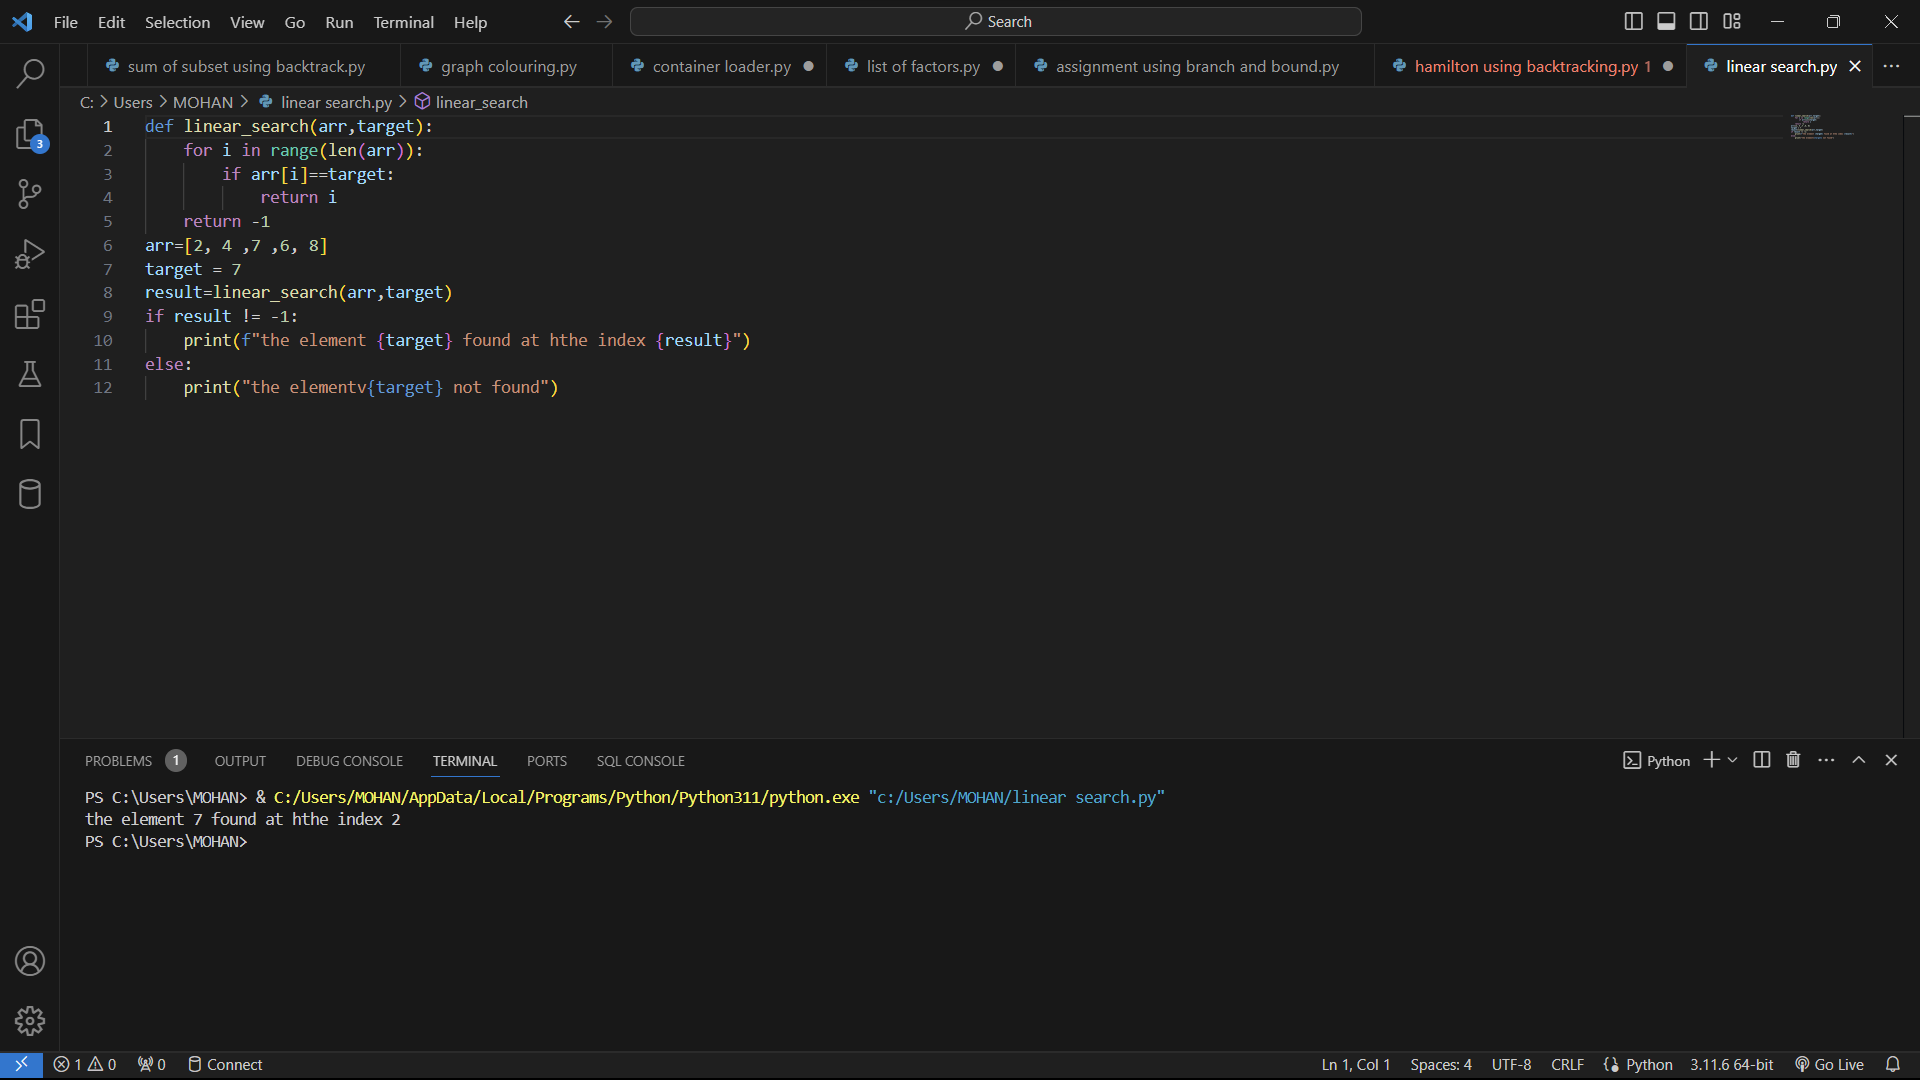 File Edit Selection View Go Run Terminal Help Search
sum of subset using backtrack.py graph colouring.py container loader.py list of factors.py assignment using branch and bound.py hamilton using backtracking.py 1 linear search.py
C: > Users > MOHAN > linear search.py > linear_search
1 def linear_search(arr,target):
2 for i in range(len(arr)):
3 if arr[i]==target:
4 return i
5 return -1
6 arr=[2, 4 ,7 ,6, 8]
7 target = 7
8 result=linear_search(arr,target)
9 if result != -1:
10 print(f"the element {target} found at hthe index {result}")
11 else:
12 print("the elementv{target} not found")
3
PROBLEMS 1 OUTPUT DEBUG CONSOLE TERMINAL PORTS SQL CONSOLE Python
PS C:\Users\MOHAN> & C:/Users/MOHAN/AppData/Local/Programs/Python/Python311/python.exe "c:/Users/MOHAN/linear search.py"
the element 7 found at hthe index 2
PS C:\Users\MOHAN>
1 0 0 Connect Ln 1, Col 1 Spaces: 4 UTF-8 CRLF Python 3.11.6 64-bit Go Live